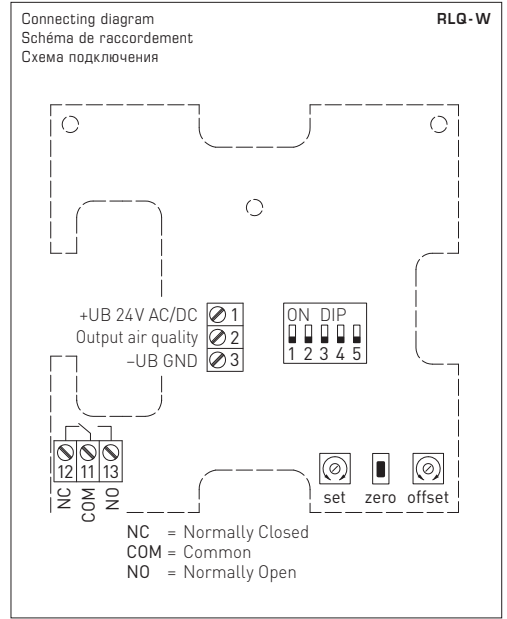 Connecting diagram
RLQ-W
Schéma de raccordement
Схема подключения
+UB 24V AC/DC 1
Output air quality 2
–UB GND 3
ON DIP
1 2 3 4 5
12 11 13
NC COM NO
set zero offset
NC = Normally Closed
COM = Common
NO = Normally Open